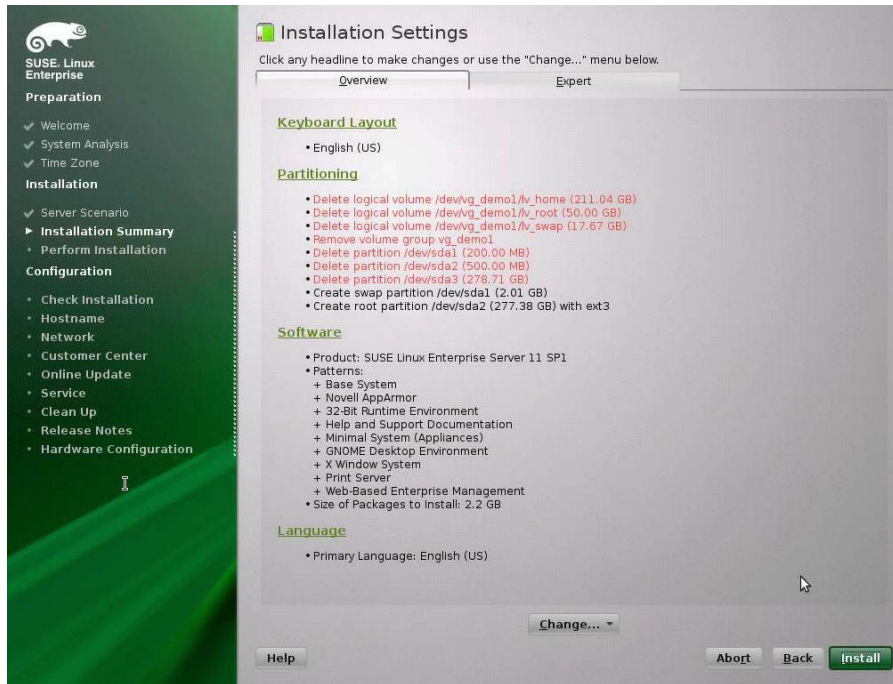 SUSE. Linux
Enterprise
Preparation
✔ Welcome
✔ System Analysis
✔ Time Zone
Installation
✔ Server Scenario
▶ Installation Summary
• Perform Installation
Configuration
• Check Installation
• Hostname
• Network
• Customer Center
• Online Update
• Service
• Clean Up
• Release Notes
• Hardware Configuration
Installation Settings
Click any headline to make changes or use the "Change..." menu below.
Overview
Expert
Keyboard Layout
• English (US)
Partitioning
• Delete logical volume /dev/vg_demo1/lv_home (211.04 GB)
• Delete logical volume /dev/vg_demo1/lv_root (50.00 GB)
• Delete logical volume /dev/vg_demo1/lv_swap (17.67 GB)
• Remove volume group vg_demo1
• Delete partition /dev/sda1 (200.00 MB)
• Delete partition /dev/sda2 (500.00 MB)
• Delete partition /dev/sda3 (278.71 GB)
• Create swap partition /dev/sda1 (2.01 GB)
• Create root partition /dev/sda2 (277.38 GB) with ext3
Software
• Product: SUSE Linux Enterprise Server 11 SP1
• Patterns:
+ Base System
+ Novell AppArmor
+ 32-Bit Runtime Environment
+ Help and Support Documentation
+ Minimal System (Appliances)
+ GNOME Desktop Environment
+ X Window System
+ Print Server
+ Web-Based Enterprise Management
• Size of Packages to Install: 2.2 GB
Language
• Primary Language: English (US)
Change...
Help
Abort
Back
Install